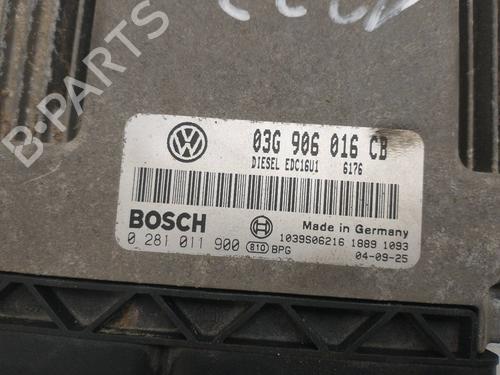 B-PARTS
03G 906 016 CB
DIESEL EDC16U1 6176
BOSCH
Made in Germany
0 281 011 900 810 BPG
1039S06216 1889 1093
04-09-25